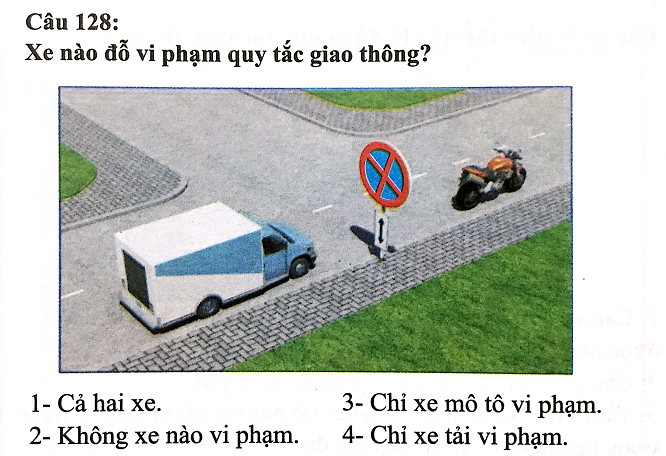 Câu 128:
Xe nào đỗ vi phạm quy tắc giao thông?
1- Cả hai xe.
3- Chỉ xe mô tô vi phạm.
2- Không xe nào vi phạm.
4- Chỉ xe tải vi phạm.